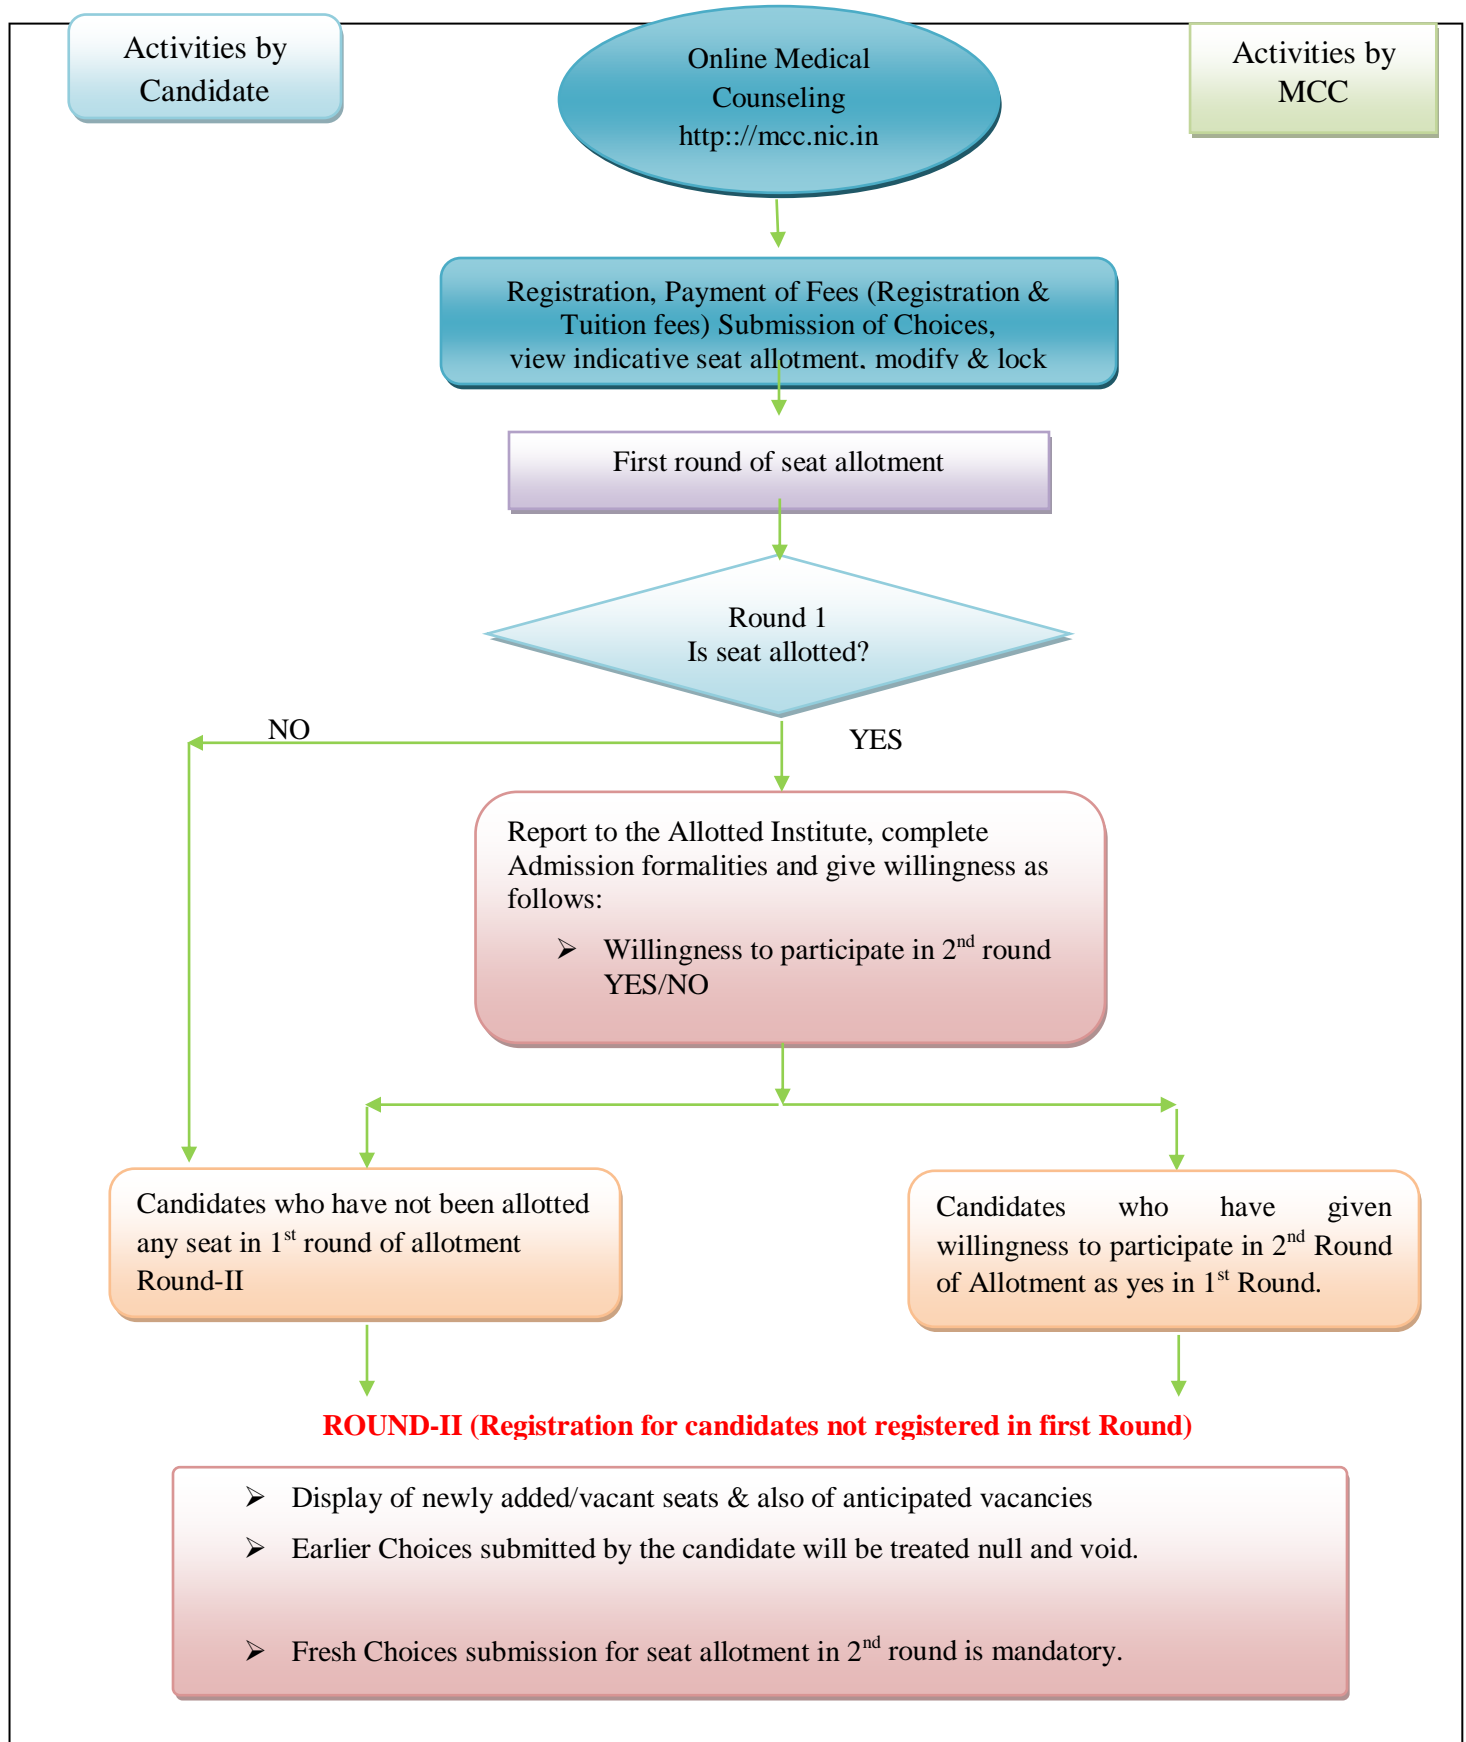 Activities by
Candidate
Online Medical
Counseling
http:://mcc.nic.in
Activities by
MCC
Registration, Payment of Fees (Registration &
Tuition fees) Submission of Choices,
view indicative seat allotment, modify & lock
First round of seat allotment
Round 1
Is seat allotted?
NO
YES
Report to the Allotted Institute, complete
Admission formalities and give willingness as
follows:
➢ Willingness to participate in 2nd round
YES/NO
Candidates who have not been allotted
any seat in 1st round of allotment
Round-II
Candidates who have given
willingness to participate in 2nd Round
of Allotment as yes in 1st Round.
ROUND-II (Registration for candidates not registered in first Round)
➢ Display of newly added/vacant seats & also of anticipated vacancies
➢ Earlier Choices submitted by the candidate will be treated null and void.
➢ Fresh Choices submission for seat allotment in 2nd round is mandatory.